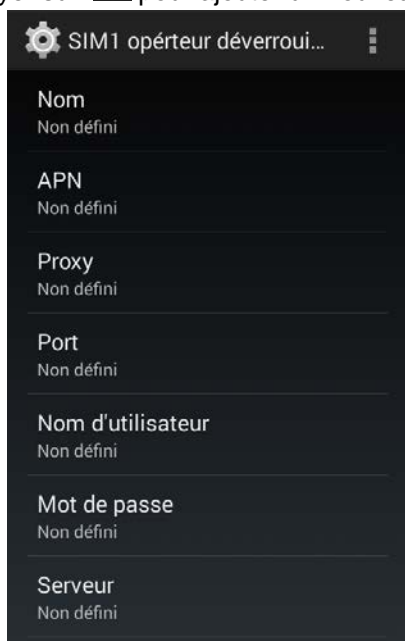 SIM1 opérteur déverroui...
Nom
Non défini
APN
Non défini
Proxy
Non défini
Port
Non défini
Nom d'utilisateur
Non défini
Mot de passe
Non défini
Serveur
Non défini